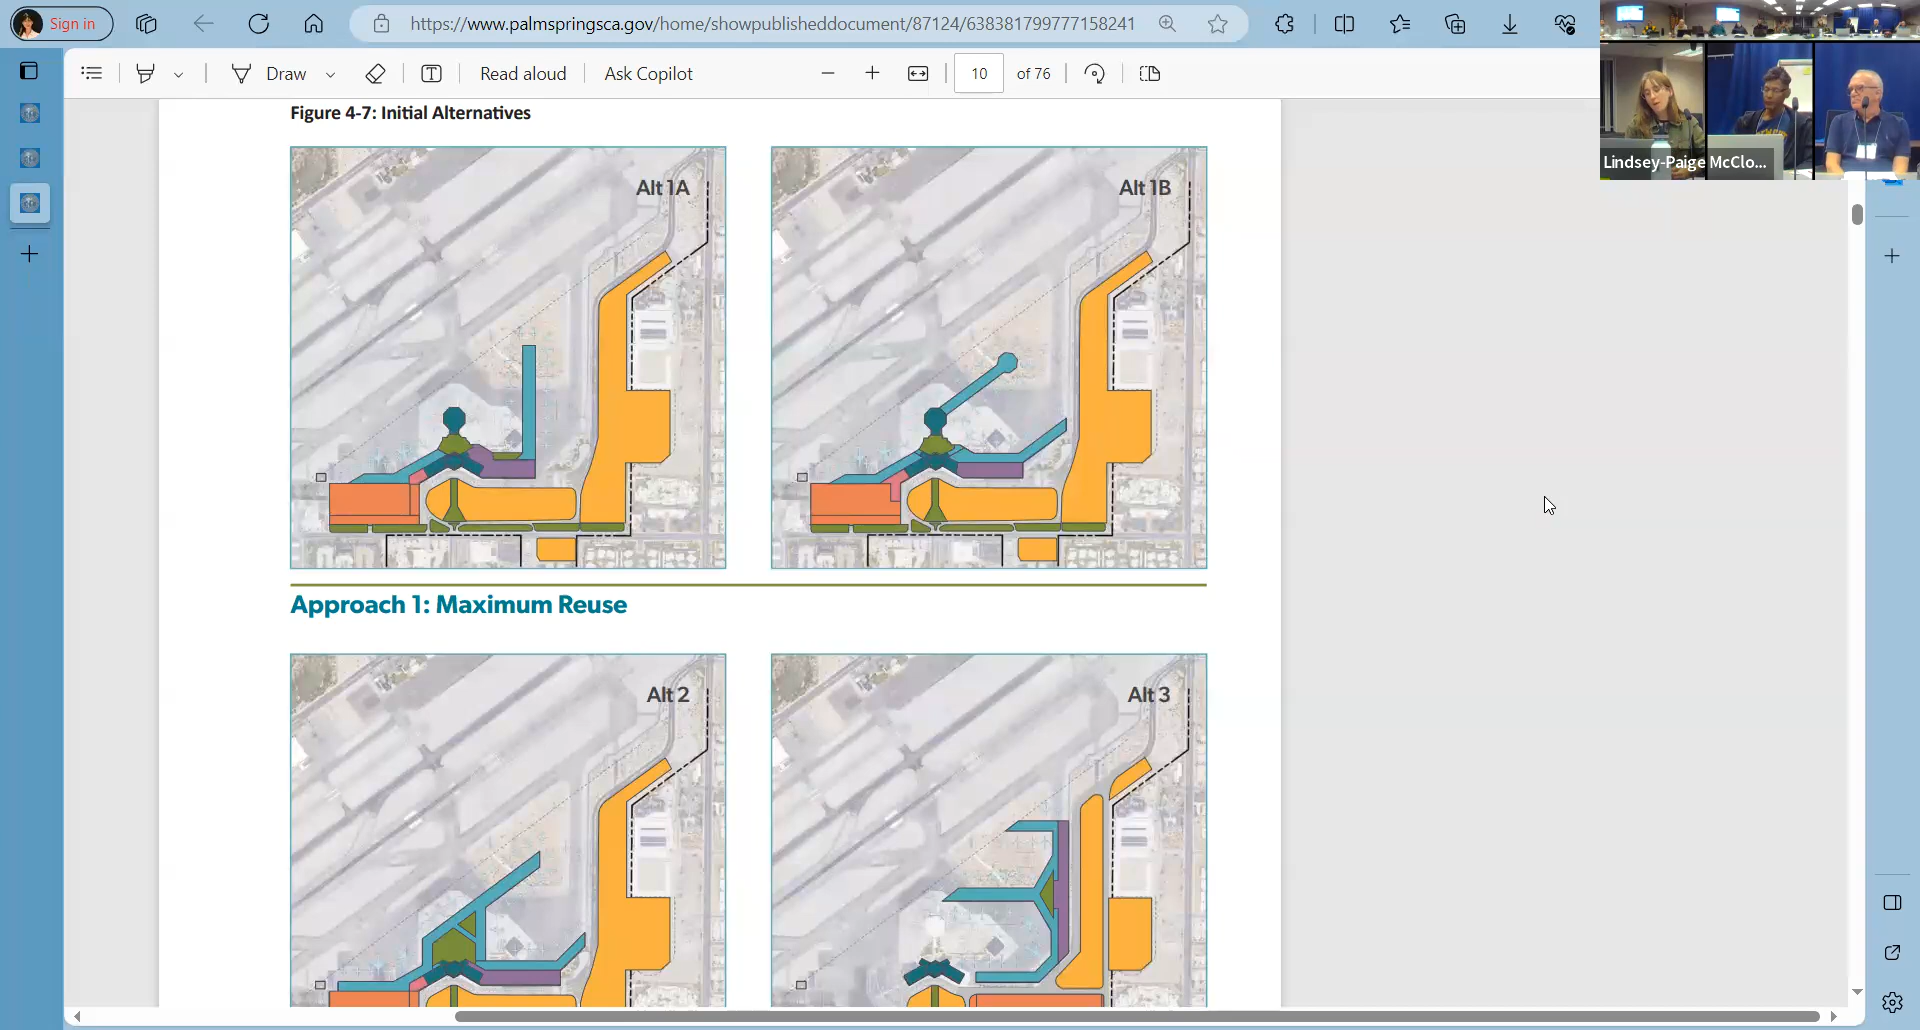 Sign in
https://www.palmspringsca.gov/home/showpublisheddocument/87124/638381799777158241
Draw
Read aloud
Ask Copilot
10
of 76
Lindsey-Paige McClo...
Figure 4-7: Initial Alternatives
Alt 1A
Alt 1B
Approach 1: Maximum Reuse
Alt 2
Alt 3